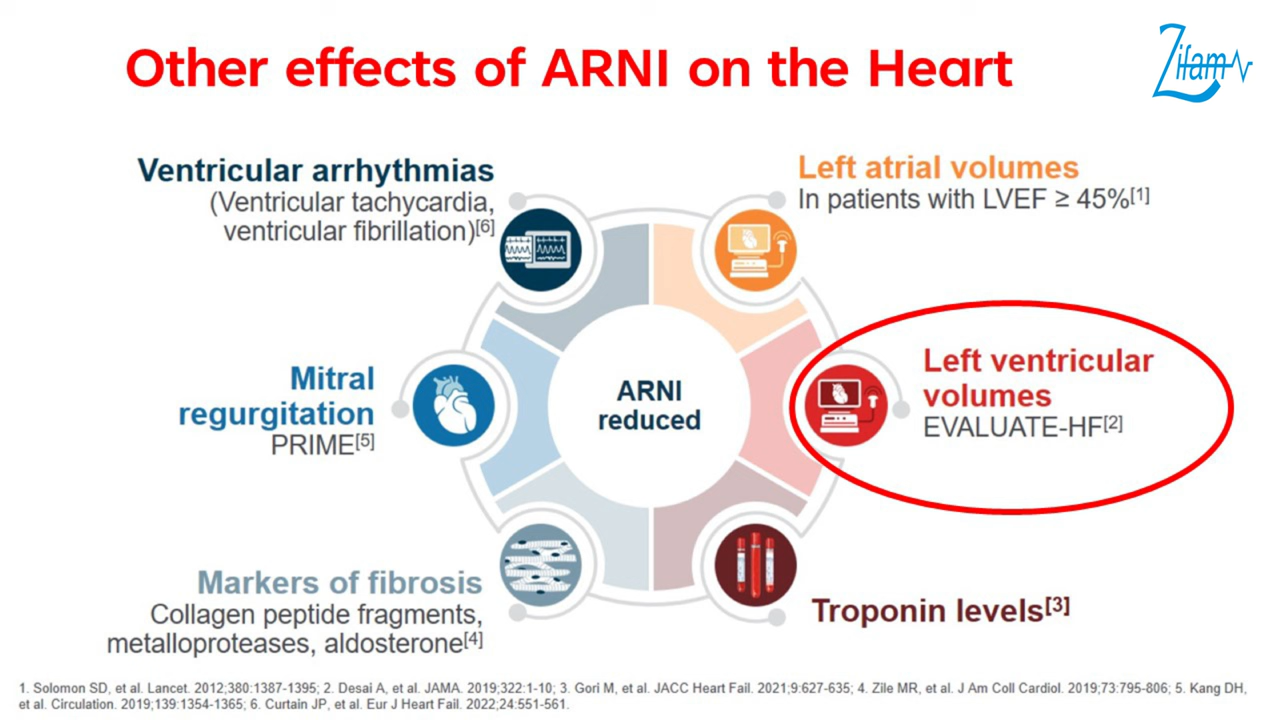 Other effects of ARNI on the Heart
Zifam
Ventricular arrhythmias
(Ventricular tachycardia,
ventricular fibrillation)[6]
Left atrial volumes
In patients with LVEF ≥ 45%[1]
Mitral
regurgitation
PRIME[5]
ARNI
reduced
Left ventricular
volumes
EVALUATE-HF[2]
Markers of fibrosis
Collagen peptide fragments,
metalloproteases, aldosterone[4]
Troponin levels[3]
1. Solomon SD, et al. Lancet. 2012;380:1387-1395; 2. Desai A, et al. JAMA. 2019;322:1-10; 3. Gori M, et al. JACC Heart Fail. 2021;9:627-635; 4. Zile MR, et al. J Am Coll Cardiol. 2019;73:795-806; 5. Kang DH,
et al. Circulation. 2019;139:1354-1365; 6. Curtain JP, et al. Eur J Heart Fail. 2022;24:551-561.